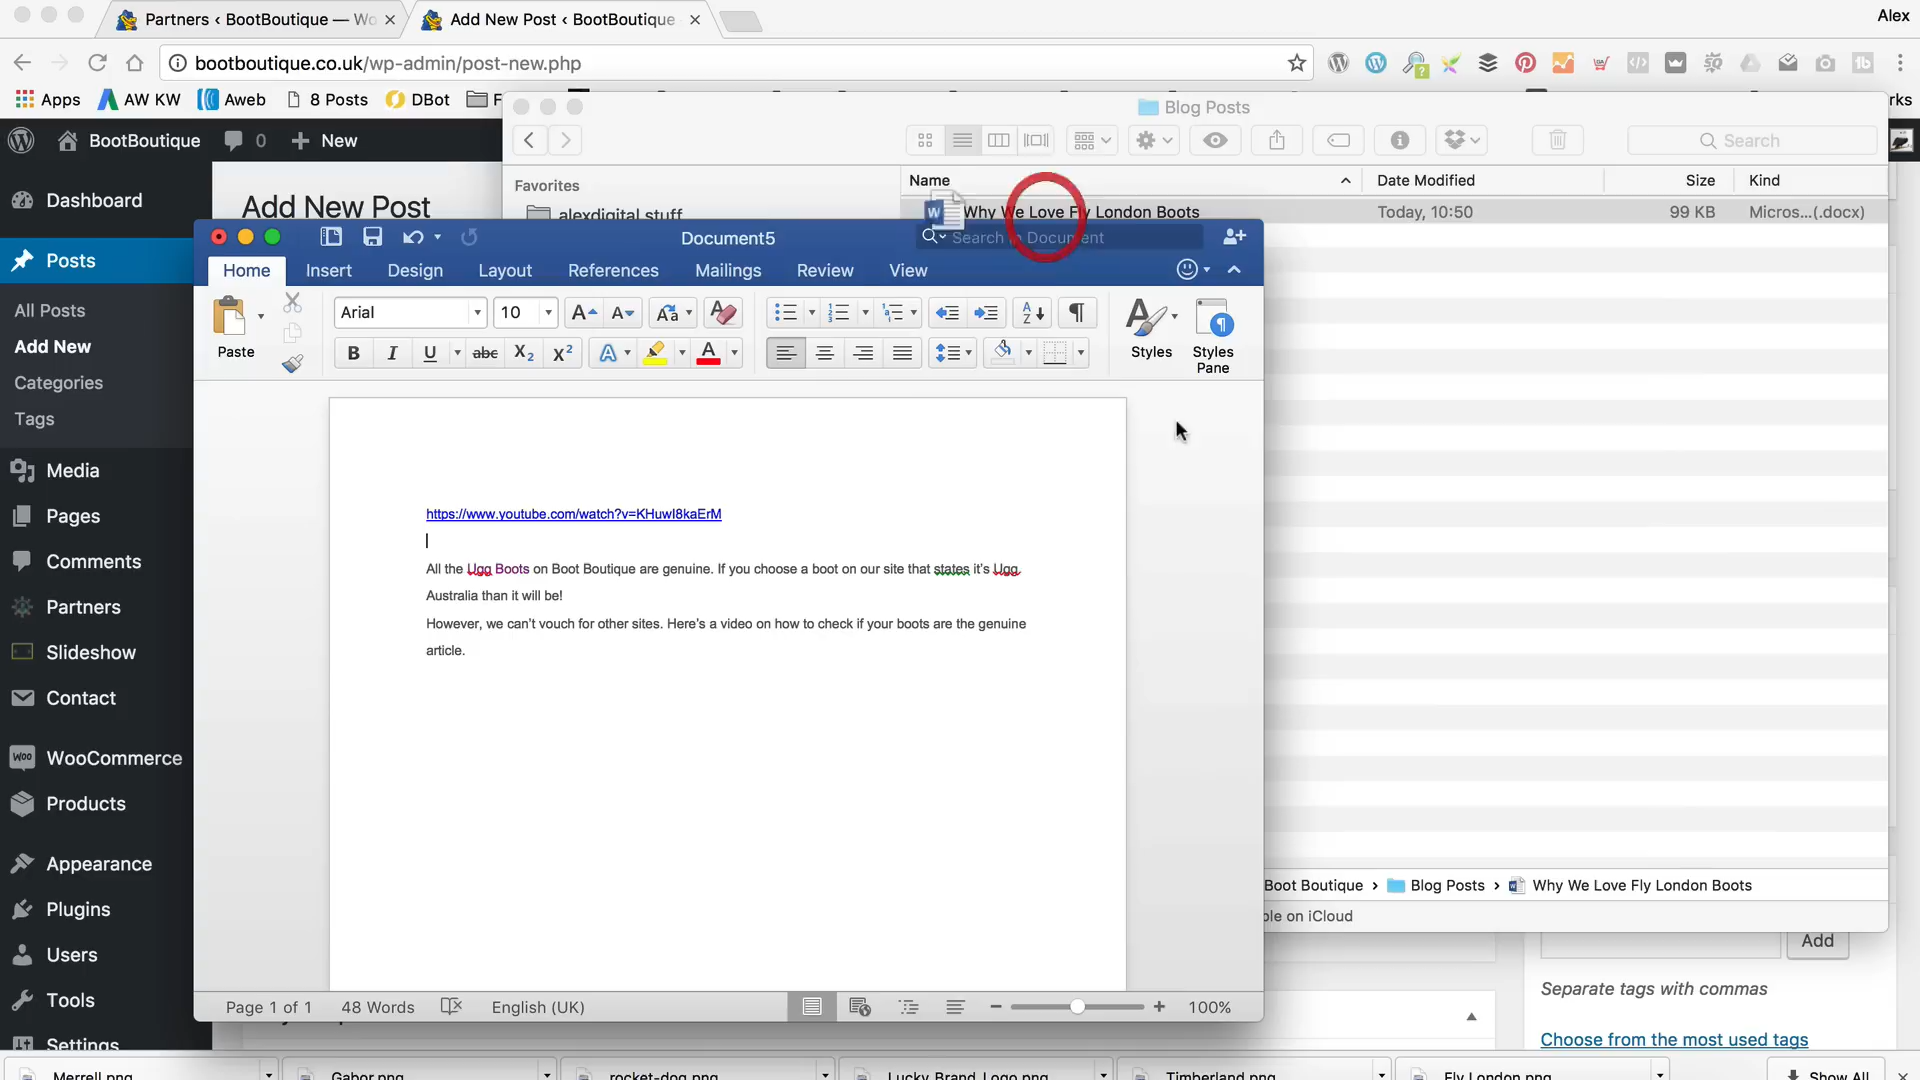 Partners ‹ BootBoutique — Wo
Add New Post ‹ BootBoutique
Alex
bootboutique.co.uk/wp-admin/post-new.php
Apps
AW KW
Aweb
8 Posts
DBot
rks
BootBoutique
0
New
Blog Posts
Search
Favorites
alexdigital stuff
Name
Date Modified
Size
Kind
Why We Love Fly London Boots
Today, 10:50
99 KB
Micros...(.docx)
Add New Post
Dashboard
Posts
All Posts
Add New
Categories
Tags
Media
Pages
Comments
Partners
Slideshow
Contact
WooCommerce
Products
Appearance
Plugins
Users
Tools
Settings
Document5
Search in Document
Home
Insert
Design
Layout
References
Mailings
Review
View
Paste
Arial
10
Styles
Styles Pane
https://www.youtube.com/watch?v=KHuwI8kaErM
All the Ugg Boots on Boot Boutique are genuine. If you choose a boot on our site that states it's Ugg
Australia than it will be!
However, we can't vouch for other sites. Here's a video on how to check if your boots are the genuine
article.
Page 1 of 1
48 Words
English (UK)
100%
Boot Boutique › Blog Posts › Why We Love Fly London Boots
ble on iCloud
Add
Separate tags with commas
Choose from the most used tags
Merrell.png
Gabor.png
rocket-dog.png
Lucky_Brand_Logo.png
Timberland.png
Fly London.png
Show All